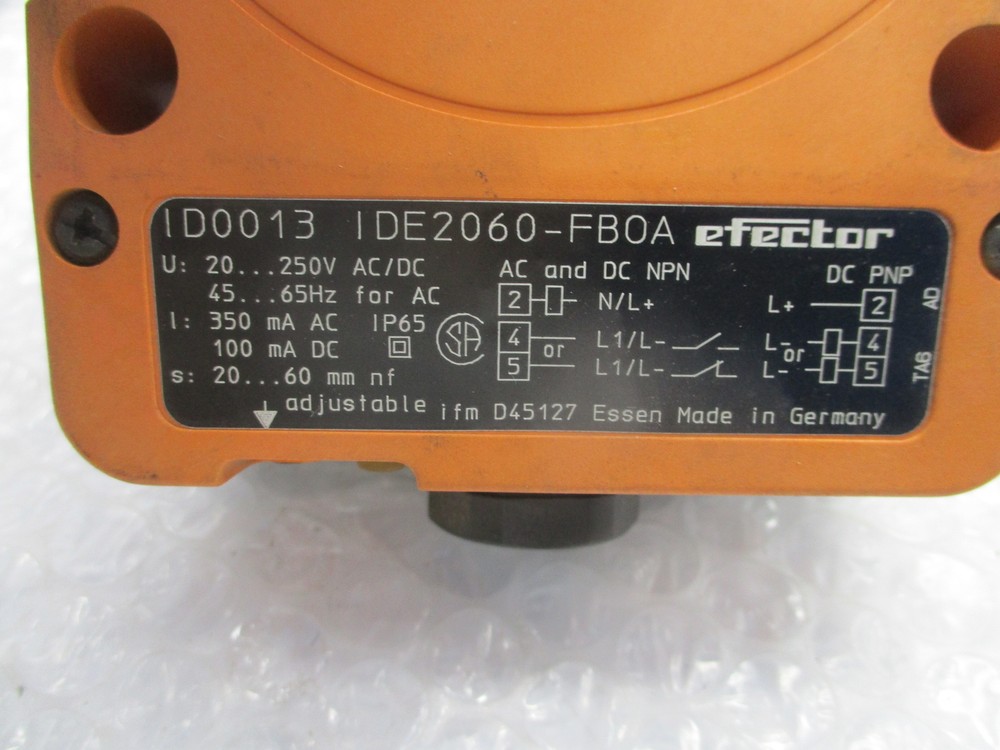 ID0013 IDE2060-FBOA efector
U: 20...250V AC/DC
45...65Hz for AC
I: 350 mA AC IP65
100 mA DC
s: 20...60 mm nf
adjustable
SA
AC and DC NPN
2 N/L+
4 L1/L-
or
5 L1/L-
DC PNP
L+ 2
L- 4
or
L- 5
AD
TA6
ifm D45127 Essen Made in Germany